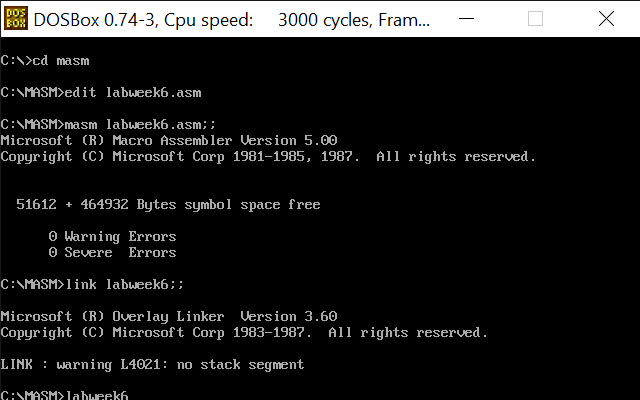 DOS
BOX
DOSBox 0.74-3, Cpu speed:     3000 cycles, Fram...
C:\>cd masm
C:\MASM>edit labweek6.asm
C:\MASM>masm labweek6.asm;;
Microsoft (R) Macro Assembler Version 5.00
Copyright (C) Microsoft Corp 1981-1985, 1987.  All rights reserved.
  51612 + 464932 Bytes symbol space free
      0 Warning Errors
      0 Severe  Errors
C:\MASM>link labweek6;;
Microsoft (R) Overlay Linker  Version 3.60
Copyright (C) Microsoft Corp 1983-1987.  All rights reserved.
LINK : warning L4021: no stack segment
C:\MASM>labweek6